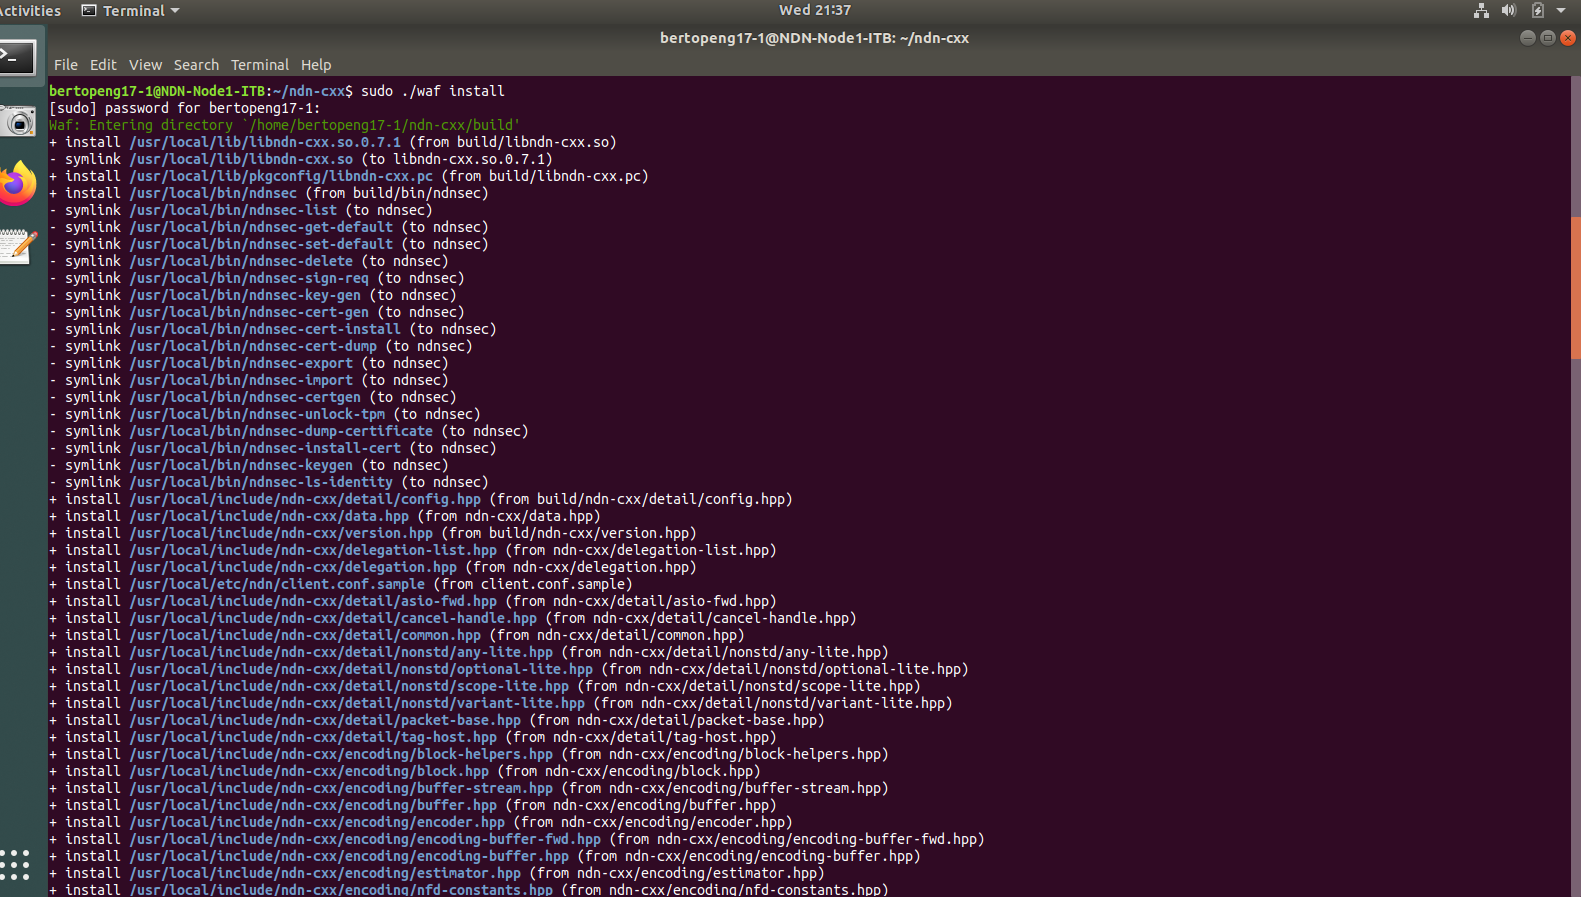 Activities Terminal Wed 21:37
bertopeng17-1@NDN-Node1-ITB: ~/ndn-cxx
File Edit View Search Terminal Help
bertopeng17-1@NDN-Node1-ITB:~/ndn-cxx$ sudo ./waf install
[sudo] password for bertopeng17-1:
Waf: Entering directory `/home/bertopeng17-1/ndn-cxx/build'
+ install /usr/local/lib/libndn-cxx.so.0.7.1 (from build/libndn-cxx.so)
- symlink /usr/local/lib/libndn-cxx.so (to libndn-cxx.so.0.7.1)
+ install /usr/local/lib/pkgconfig/libndn-cxx.pc (from build/libndn-cxx.pc)
+ install /usr/local/bin/ndnsec (from build/bin/ndnsec)
- symlink /usr/local/bin/ndnsec-list (to ndnsec)
- symlink /usr/local/bin/ndnsec-get-default (to ndnsec)
- symlink /usr/local/bin/ndnsec-set-default (to ndnsec)
- symlink /usr/local/bin/ndnsec-delete (to ndnsec)
- symlink /usr/local/bin/ndnsec-sign-req (to ndnsec)
- symlink /usr/local/bin/ndnsec-key-gen (to ndnsec)
- symlink /usr/local/bin/ndnsec-cert-gen (to ndnsec)
- symlink /usr/local/bin/ndnsec-cert-install (to ndnsec)
- symlink /usr/local/bin/ndnsec-cert-dump (to ndnsec)
- symlink /usr/local/bin/ndnsec-export (to ndnsec)
- symlink /usr/local/bin/ndnsec-import (to ndnsec)
- symlink /usr/local/bin/ndnsec-certgen (to ndnsec)
- symlink /usr/local/bin/ndnsec-unlock-tpm (to ndnsec)
- symlink /usr/local/bin/ndnsec-dump-certificate (to ndnsec)
- symlink /usr/local/bin/ndnsec-install-cert (to ndnsec)
- symlink /usr/local/bin/ndnsec-keygen (to ndnsec)
- symlink /usr/local/bin/ndnsec-ls-identity (to ndnsec)
+ install /usr/local/include/ndn-cxx/detail/config.hpp (from build/ndn-cxx/detail/config.hpp)
+ install /usr/local/include/ndn-cxx/data.hpp (from ndn-cxx/data.hpp)
+ install /usr/local/include/ndn-cxx/version.hpp (from build/ndn-cxx/version.hpp)
+ install /usr/local/include/ndn-cxx/delegation-list.hpp (from ndn-cxx/delegation-list.hpp)
+ install /usr/local/include/ndn-cxx/delegation.hpp (from ndn-cxx/delegation.hpp)
+ install /usr/local/etc/ndn/client.conf.sample (from client.conf.sample)
+ install /usr/local/include/ndn-cxx/detail/asio-fwd.hpp (from ndn-cxx/detail/asio-fwd.hpp)
+ install /usr/local/include/ndn-cxx/detail/cancel-handle.hpp (from ndn-cxx/detail/cancel-handle.hpp)
+ install /usr/local/include/ndn-cxx/detail/common.hpp (from ndn-cxx/detail/common.hpp)
+ install /usr/local/include/ndn-cxx/detail/nonstd/any-lite.hpp (from ndn-cxx/detail/nonstd/any-lite.hpp)
+ install /usr/local/include/ndn-cxx/detail/nonstd/optional-lite.hpp (from ndn-cxx/detail/nonstd/optional-lite.hpp)
+ install /usr/local/include/ndn-cxx/detail/nonstd/scope-lite.hpp (from ndn-cxx/detail/nonstd/scope-lite.hpp)
+ install /usr/local/include/ndn-cxx/detail/nonstd/variant-lite.hpp (from ndn-cxx/detail/nonstd/variant-lite.hpp)
+ install /usr/local/include/ndn-cxx/detail/packet-base.hpp (from ndn-cxx/detail/packet-base.hpp)
+ install /usr/local/include/ndn-cxx/detail/tag-host.hpp (from ndn-cxx/detail/tag-host.hpp)
+ install /usr/local/include/ndn-cxx/encoding/block-helpers.hpp (from ndn-cxx/encoding/block-helpers.hpp)
+ install /usr/local/include/ndn-cxx/encoding/block.hpp (from ndn-cxx/encoding/block.hpp)
+ install /usr/local/include/ndn-cxx/encoding/buffer-stream.hpp (from ndn-cxx/encoding/buffer-stream.hpp)
+ install /usr/local/include/ndn-cxx/encoding/buffer.hpp (from ndn-cxx/encoding/buffer.hpp)
+ install /usr/local/include/ndn-cxx/encoding/encoder.hpp (from ndn-cxx/encoding/encoder.hpp)
+ install /usr/local/include/ndn-cxx/encoding/encoding-buffer-fwd.hpp (from ndn-cxx/encoding/encoding-buffer-fwd.hpp)
+ install /usr/local/include/ndn-cxx/encoding/encoding-buffer.hpp (from ndn-cxx/encoding/encoding-buffer.hpp)
+ install /usr/local/include/ndn-cxx/encoding/estimator.hpp (from ndn-cxx/encoding/estimator.hpp)
+ install /usr/local/include/ndn-cxx/encoding/nfd-constants.hpp (from ndn-cxx/encoding/nfd-constants.hpp)